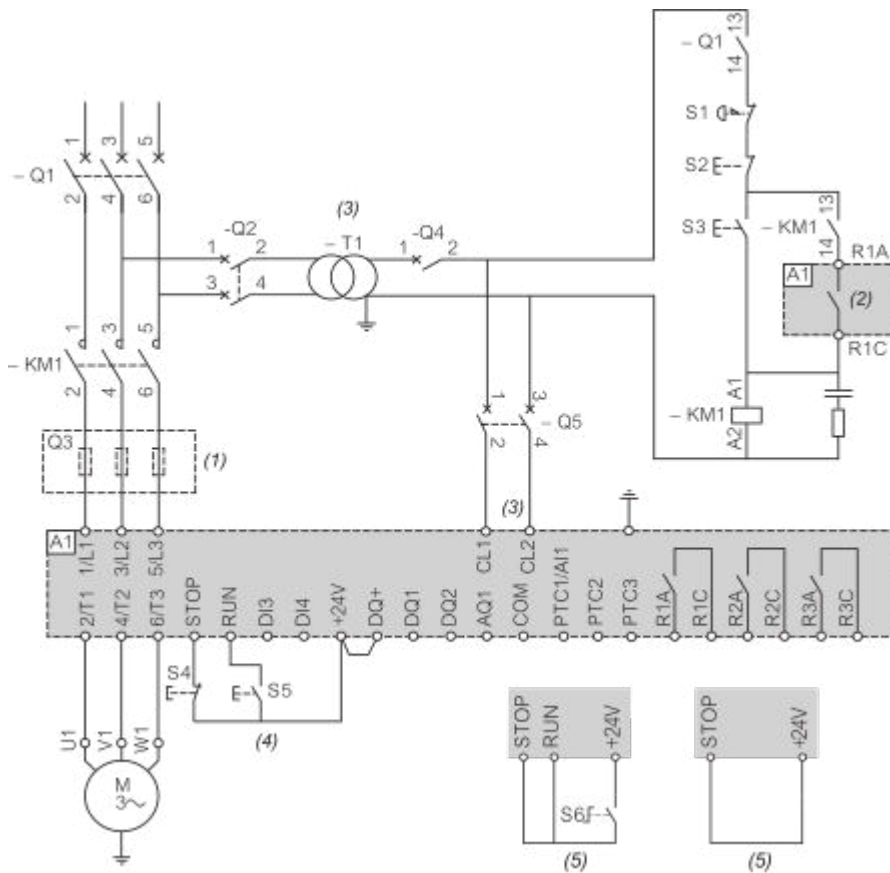 13
– Q1
14
S1
S2
S3
– KM1
13
14
R1A
A1
(2)
R1C
A1
– KM1
A2
1
3
5
– Q1
2
4
6
(3)
-Q2
1
2
3
4
– T1
-Q4
1
2
1
3
5
– KM1
2
4
6
1
3
– Q5
2
4
Q3
(1)
(3)
A1
1/L1
3/L2
5/L3
CL1
CL2
2/T1
4/T2
6/T3
STOP
RUN
DI3
DI4
+24V
DQ+
DQ1
DQ2
AQ1
COM
PTC1/AI1
PTC2
PTC3
R1A
R1C
R2A
R2C
R3A
R3C
S4
S5
(4)
U1
V1
W1
M
3
STOP
RUN
+24V
S6
(5)
STOP
+24V
(5)